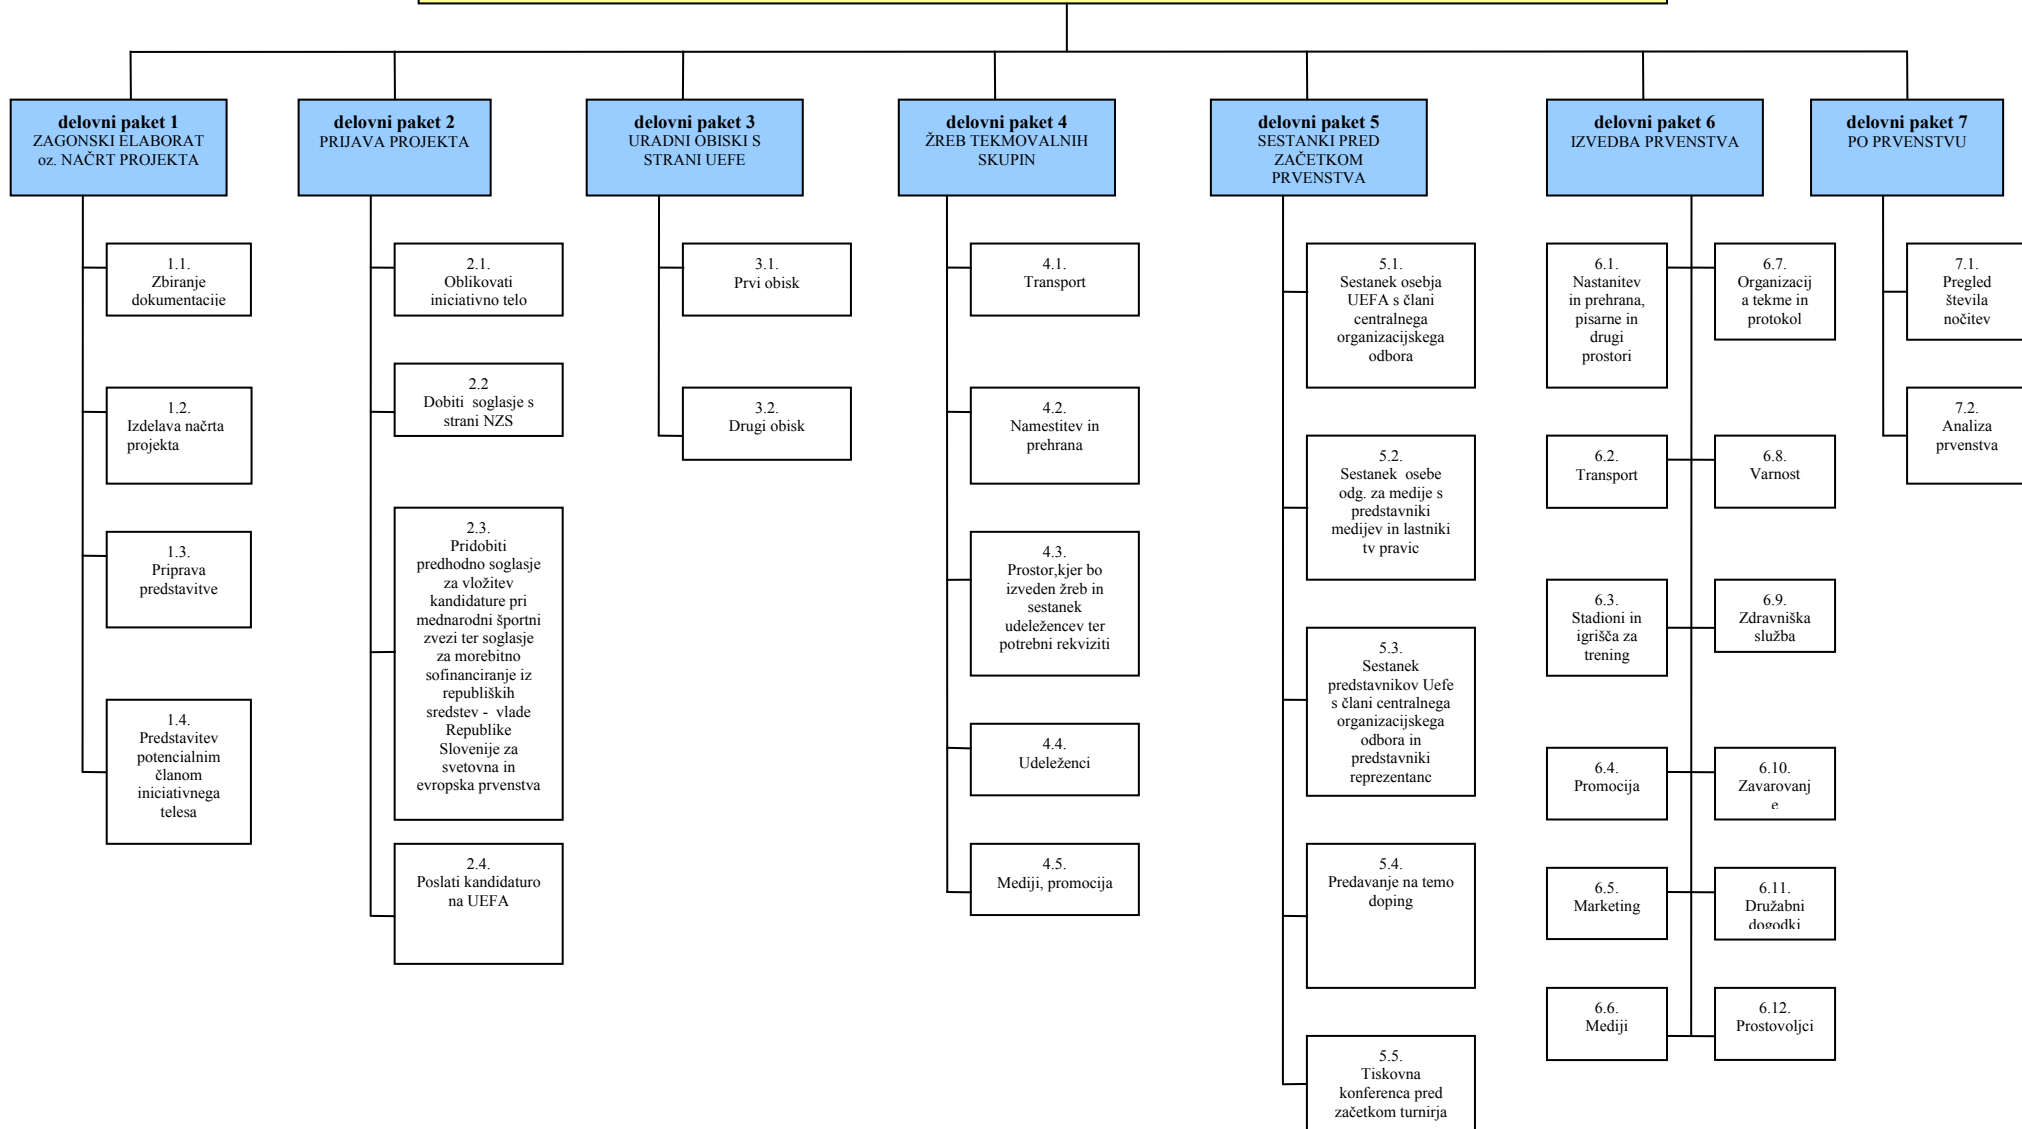 delovni paket 1
ZAGONSKI ELABORAT
oz. NAČRT PROJEKTA
1.1.
Zbiranje
dokumentacije
1.2.
Izdelava načrta
projekta
1.3.
Priprava
predstavitve
1.4.
Predstavitev
potencialnim
članom
iniciativnega
telesa
delovni paket 2
PRIJAVA PROJEKTA
2.1.
Oblikovati
iniciativno telo
2.2
Dobiti  soglasje s
strani NZS
2.3.
Pridobiti
predhodno soglasje
za vložitev
kandidature pri
mednarodni športni
zvezi ter soglasje
za morebitno
sofinanciranje iz
republiških
sredstev -  vlade
Republike
Slovenije za
svetovna in
evropska prvenstva
2.4.
Poslati kandidaturo
na UEFA
delovni paket 3
URADNI OBISKI S
STRANI UEFE
3.1.
Prvi obisk
3.2.
Drugi obisk
delovni paket 4
ŽREB TEKMOVALNIH
SKUPIN
4.1.
Transport
4.2.
Namestitev in
prehrana
4.3.
Prostor,kjer bo
izveden žreb in
sestanek
udeležencev ter
potrebni rekviziti
4.4.
Udeleženci
4.5.
Mediji, promocija
delovni paket 5
SESTANKI PRED
ZAČETKOM
PRVENSTVA
5.1.
Sestanek osebja
UEFA s člani
centralnega
organizacijskega
odbora
5.2.
Sestanek  osebe
odg. za medije s
predstavniki
medijev in lastniki
tv pravic
5.3.
Sestanek
predstavnikov Uefe
s člani centralnega
organizacijskega
odbora in
predstavniki
reprezentanc
5.4.
Predavanje na temo
doping
5.5.
Tiskovna
konferenca pred
začetkom turnirja
delovni paket 6
IZVEDBA PRVENSTVA
6.1.
Nastanitev
in prehrana,
pisarne in
drugi
prostori
6.2.
Transport
6.3.
Stadioni in
igrišča za
trening
6.4.
Promocija
6.5.
Marketing
6.6.
Mediji
6.7.
Organizacij
a tekme in
protokol
6.8.
Varnost
6.9.
Zdravniška
služba
6.10.
Zavarovanj
e
6.11.
Družabni
dogodki
6.12.
Prostovoljci
delovni paket 7
PO PRVENSTVU
7.1.
Pregled
števila
nočitev
7.2.
Analiza
prvenstva